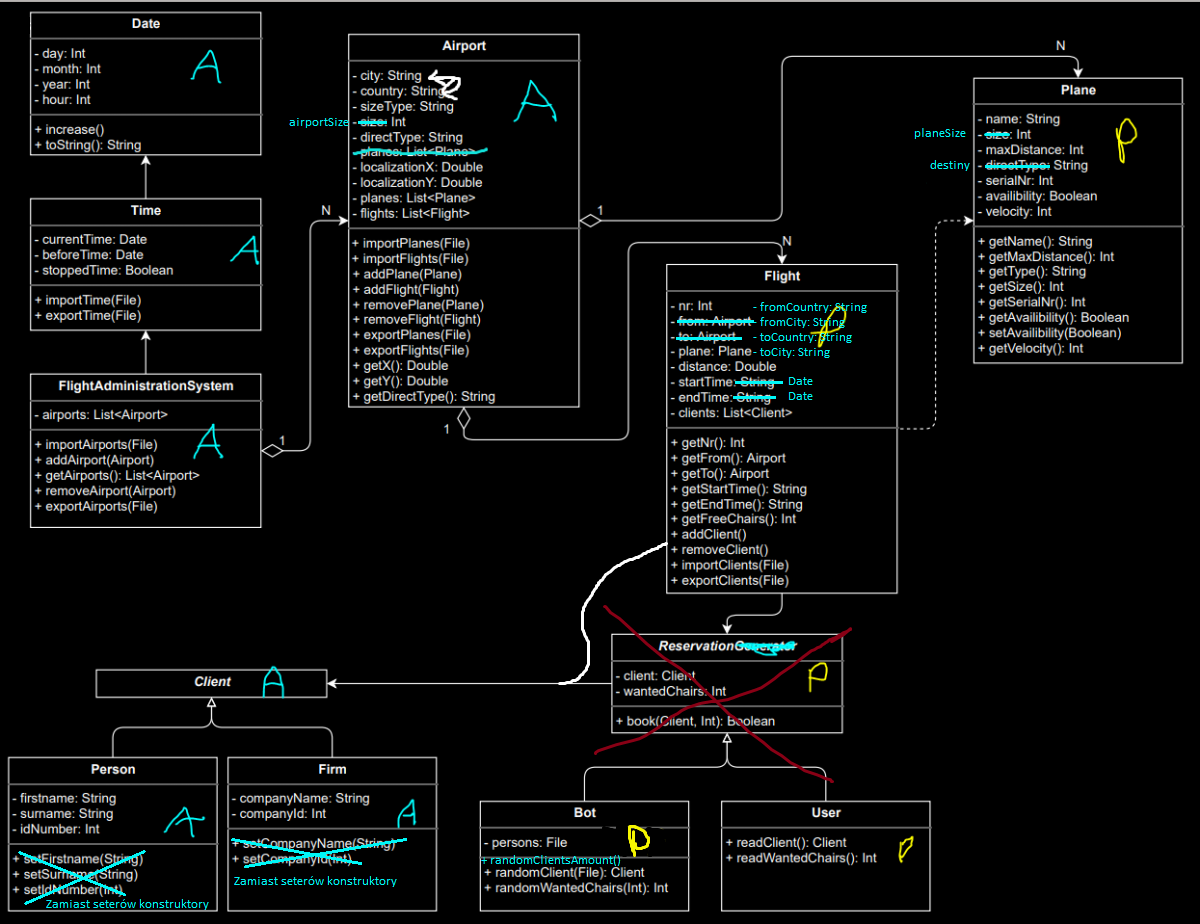 Date
- day: Int
- month: Int
- year: Int
- hour: Int
A
+ increase()
+ toString(): String
Time
- currentTime: Date
- beforeTime: Date
- stoppedTime: Boolean
A
+ importTime(File)
+ exportTime(File)
FlightAdministrationSystem
- airports: List<Airport>
A
+ importAirports(File)
+ addAirport(Airport)
+ getAirports(): List<Airport>
+ removeAirport(Airport)
+ exportAirports(File)
1
N
Airport
- city: String
- country: String
- sizeType: String
airportSize
- size: Int
- directType: String
- planes: List<Plane>
- localizationX: Double
- localizationY: Double
- planes: List<Plane>
- flights: List<Flight>
A
+ importPlanes(File)
+ importFlights(File)
+ addPlane(Plane)
+ addFlight(Flight)
+ removePlane(Plane)
+ removeFlight(Flight)
+ exportPlanes(File)
+ exportFlights(File)
+ getX(): Double
+ getY(): Double
+ getDirectType(): String
1
N
1
N
Plane
- name: String
planeSize
- size: Int
- maxDistance: Int
destiny
- directType: String
- serialNr: Int
- availibility: Boolean
- velocity: Int
P
+ getName(): String
+ getMaxDistance(): Int
+ getType(): String
+ getSize(): Int
+ getSerialNr(): Int
+ getAvailibility(): Boolean
+ setAvailibility(Boolean)
+ getVelocity(): Int
Flight
- nr: Int
- from: Airport
- to: Airport
- plane: Plane
- fromCountry: String
- fromCity: String
- toCountry: String
- toCity: String
P
- distance: Double
- startTime: String Date
- endTime: String Date
- clients: List<Client>
+ getNr(): Int
+ getFrom(): Airport
+ getTo(): Airport
+ getStartTime(): String
+ getEndTime(): String
+ getFreeChairs(): Int
+ addClient()
+ removeClient()
+ importClients(File)
+ exportClients(File)
ReservationGenerator
- client: Client
- wantedChairs: Int
P
+ book(Client, Int): Boolean
Client
A
Person
- firstname: String
- surname: String
- idNumber: Int
A
+ setFirstname(String)
+ setSurname(String)
+ setIdNumber(Int)
Zamiast seterów konstruktory
Firm
- companyName: String
- companyId: Int
A
+ setCompanyName(String)
+ setCompanyId(Int)
Zamiast seterów konstruktory
Bot
- persons: File
P
+ randomClientsAmount()
+ randomClient(File): Client
+ randomWantedChairs(Int): Int
User
+ readClient(): Client
+ readWantedChairs(): Int
P